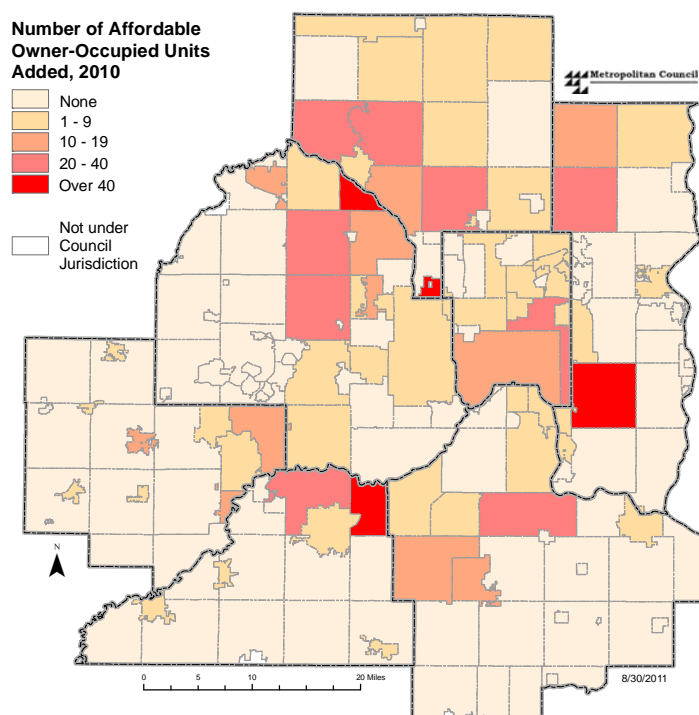 Number of Affordable
Owner-Occupied Units
Added, 2010
None
1 - 9
10 - 19
20 - 40
Over 40
Not under
Council
Jurisdiction
Metropolitan Council
N
0 5 10 20 Miles
8/30/2011